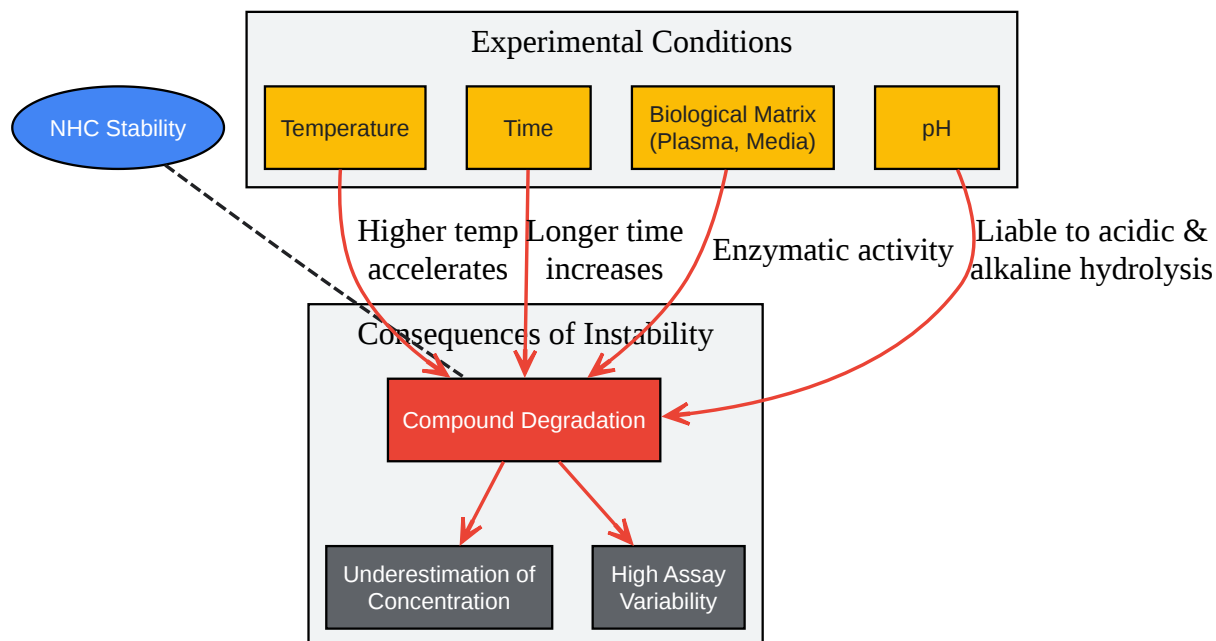 Experimental Conditions
NHC Stability
Temperature
Time
Biological Matrix
(Plasma, Media)
pH
Higher temp
accelerates
Longer time
increases
Enzymatic activity
Liable to acidic &
alkaline hydrolysis
Consequences of Instability
Compound Degradation
Underestimation of
Concentration
High Assay
Variability